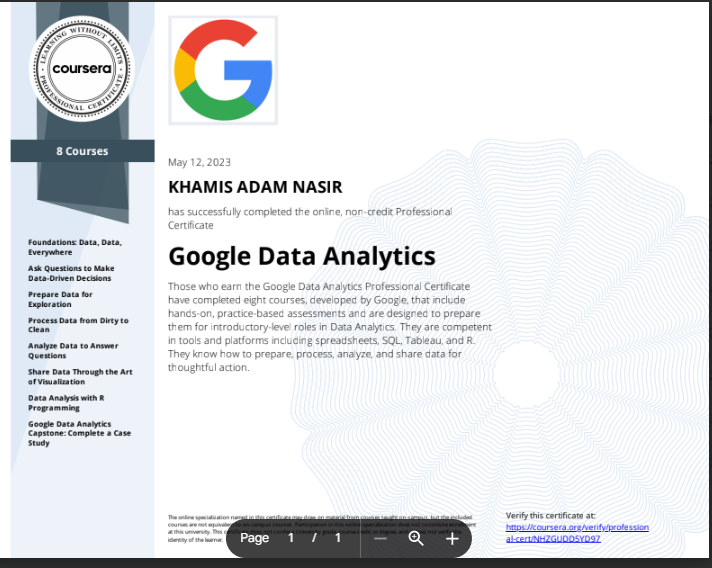 LEARNING WITHOUT LIMITS
coursera
PROFESSIONAL CERTIFICATE
8 Courses
Foundations: Data, Data,
Everywhere
Ask Questions to Make
Data-Driven Decisions
Prepare Data for
Exploration
Process Data from Dirty to
Clean
Analyze Data to Answer
Questions
Share Data Through the Art
of Visualization
Data Analysis with R
Programming
Google Data Analytics
Capstone: Complete a Case
Study
G
May 12, 2023
KHAMIS ADAM NASIR
has successfully completed the online, non-credit Professional
Certificate
Google Data Analytics
Those who earn the Google Data Analytics Professional Certificate
have completed eight courses, developed by Google, that include
hands-on, practice-based assessments and are designed to prepare
them for introductory-level roles in Data Analytics. They are competent
in tools and platforms including spreadsheets, SQL, Tableau, and R.
They know how to prepare, process, analyze, and share data for
thoughtful action.
The online specialization named in this certificate may draw on material from courses taught on campus, but the included
courses are not equivalent to on-campus courses. Participation in this online specialization does not constitute enrollment
at this university. This
identity of the learner.
Verify this certificate at:
https://coursera.org/verify/profession
al-cert/NHZGUDD5YD97
Page 1 / 1